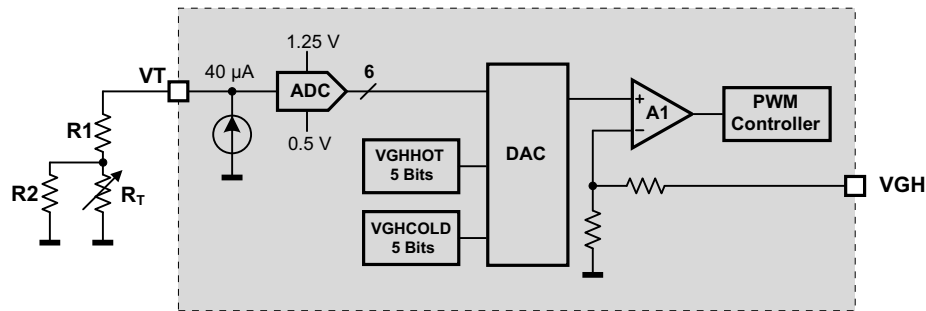 1.25 V
VT
40 µA
ADC
6
0.5 V
R1
R2
RT
VGHHOT
5 Bits
VGHCOLD
5 Bits
DAC
+
A1
−
PWM
Controller
VGH